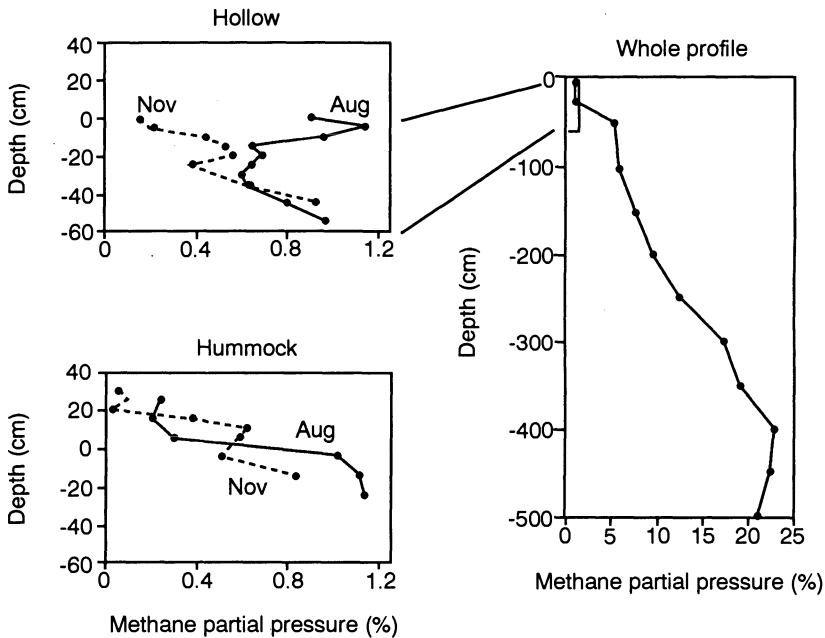 Hollow
40
20
0
-20
-40
-60
Depth (cm)
Nov
Aug
0 0.4 0.8 1.2
Hummock
40
20
0
-20
-40
-60
Depth (cm)
Aug
Nov
0 0.4 0.8 1.2
Methane partial pressure (%)
Whole profile
0
-100
-200
-300
-400
-500
Depth (cm)
0 5 10 15 20 25
Methane partial pressure (%)